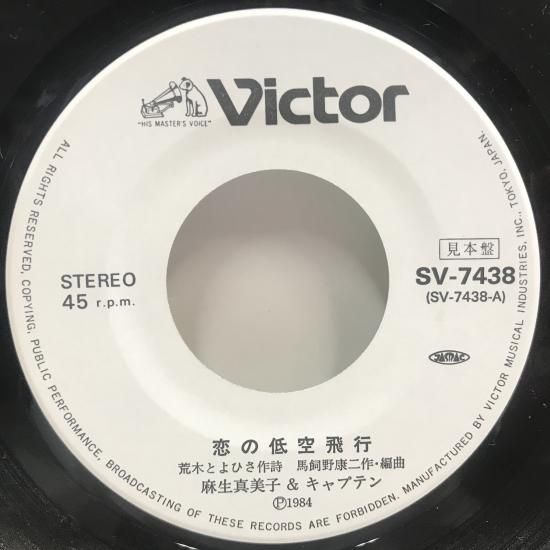 Victor
"HIS MASTER'S VOICE"
見本盤
STEREO
45 r.p.m.
SV-7438
(SV-7438-A)
JASRAC
恋の低空飛行
荒木とよひさ作詩 馬飼野康二作・編曲
麻生真美子 & キャプテン
Ⓟ1984
ALL RIGHTS RESERVED, COPYING, PUBLIC PERFORMANCE, BROADCASTING OF THESE RECORDS ARE FORBIDDEN. MANUFACTURED BY VICTOR MUSICAL INDUSTRIES, INC., TOKYO, JAPAN.